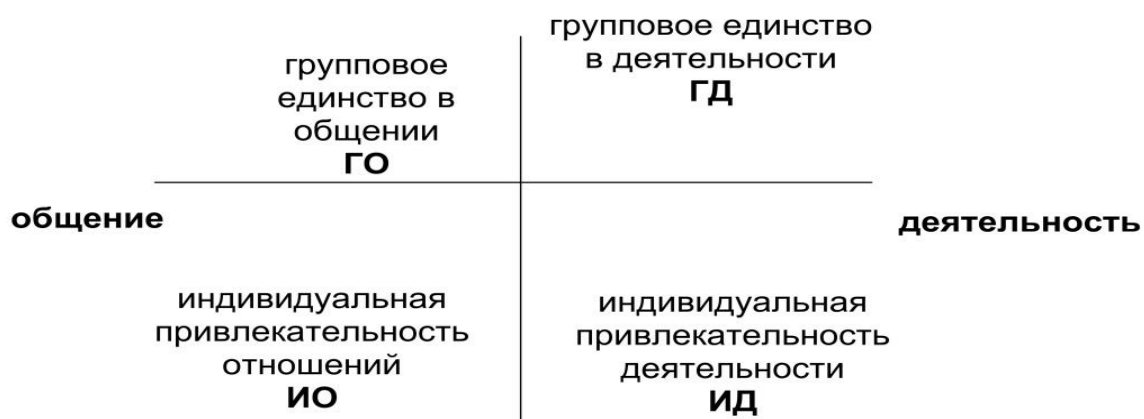 групповое единство
в деятельности
ГД
групповое
единство в
общении
ГО
общение
деятельность
индивидуальная
привлекательность
отношений
ИО
индивидуальная
привлекательность
деятельности
ИД